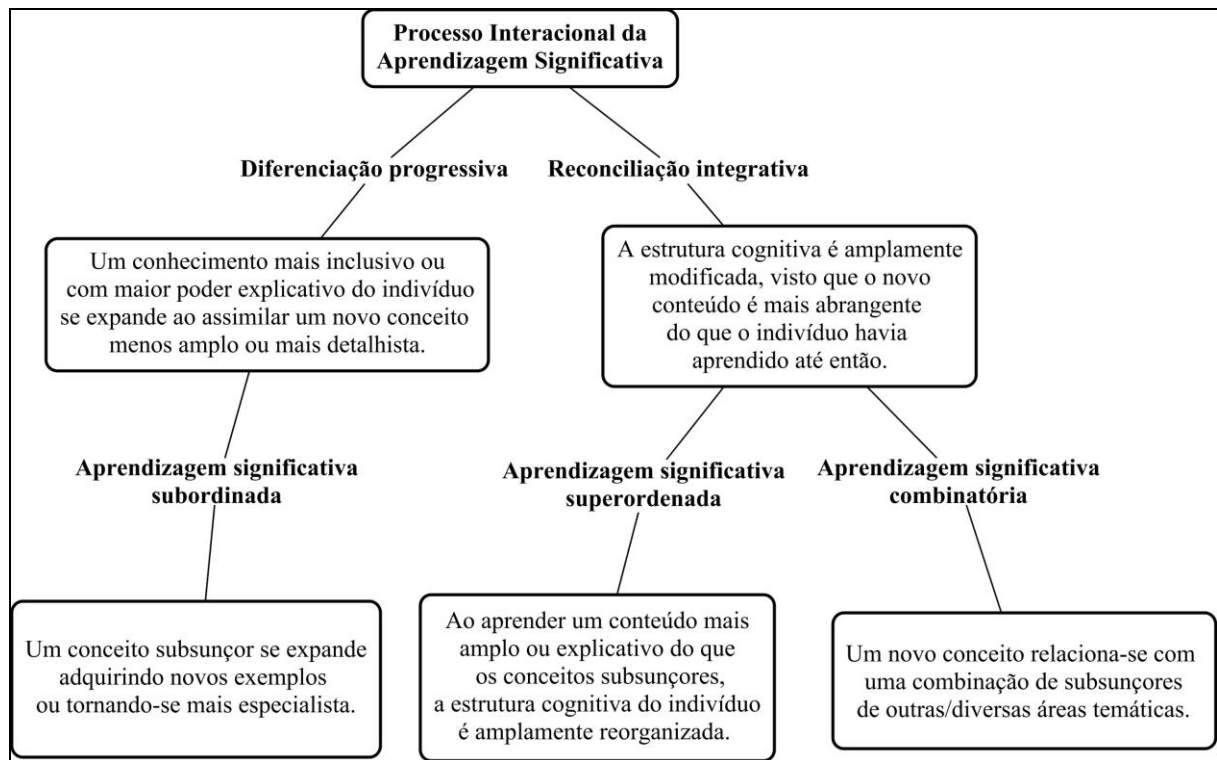 Processo Interacional da
Aprendizagem Significativa
Diferenciação progressiva
Reconciliação integrativa
Um conhecimento mais inclusivo ou
com maior poder explicativo do indivíduo
se expande ao assimilar um novo conceito
menos amplo ou mais detalhista.
A estrutura cognitiva é amplamente
modificada, visto que o novo
conteúdo é mais abrangente
do que o indivíduo havia
aprendido até então.
Aprendizagem significativa
subordinada
Aprendizagem significativa
superordenada
Aprendizagem significativa
combinatória
Um conceito subsunçor se expande
adquirindo novos exemplos
ou tornando-se mais especialista.
Ao aprender um conteúdo mais
amplo ou explicativo do que
os conceitos subsunçores,
a estrutura cognitiva do indivíduo
é amplamente reorganizada.
Um novo conceito relaciona-se com
uma combinação de subsunçores
de outras/diversas áreas temáticas.